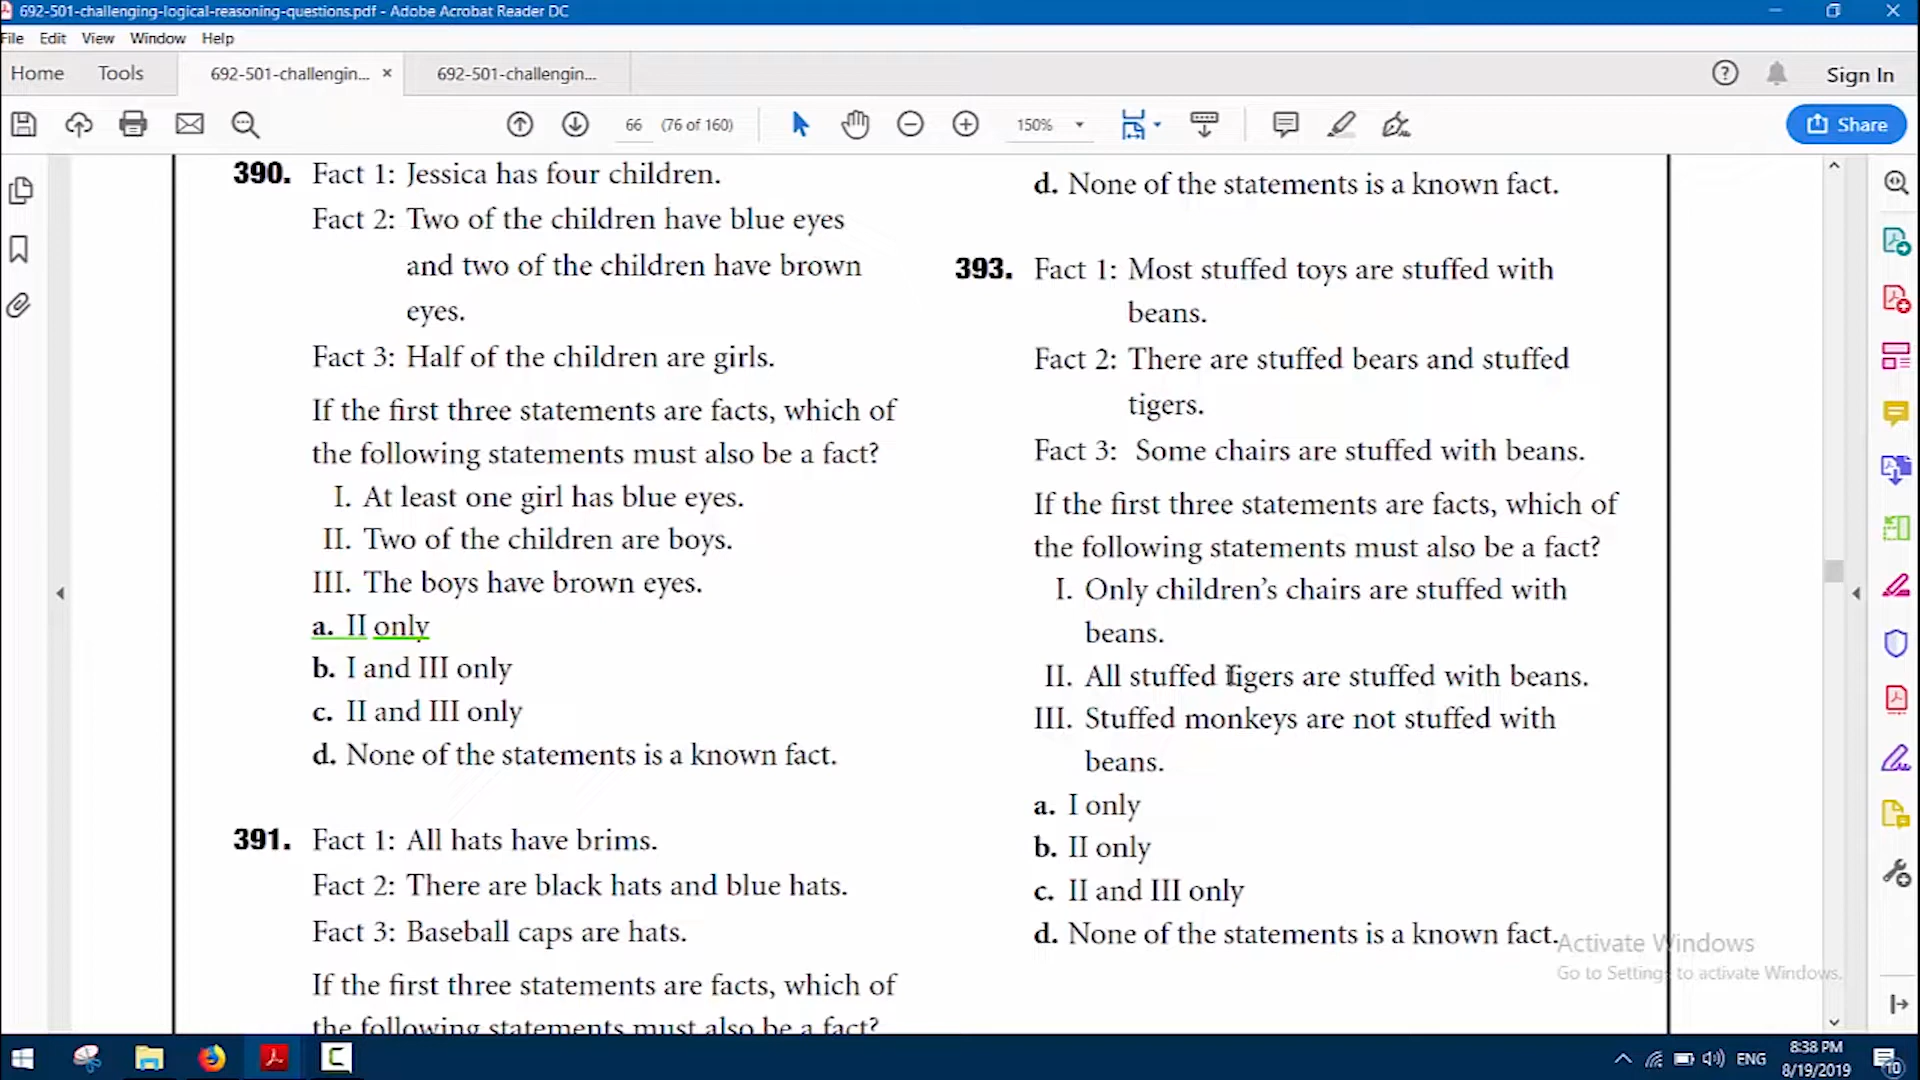 692-501-challenging-logical-reasoning-questions.pdf - Adobe Acrobat Reader DC
File Edit View Window Help
Home Tools 692-501-challengin... × 692-501-challengin... Sign In
66 (76 of 160) 150% Share
390. Fact 1: Jessica has four children.
Fact 2: Two of the children have blue eyes
and two of the children have brown
eyes.
Fact 3: Half of the children are girls.
If the first three statements are facts, which of
the following statements must also be a fact?
I. At least one girl has blue eyes.
II. Two of the children are boys.
III. The boys have brown eyes.
a. II only
b. I and III only
c. II and III only
d. None of the statements is a known fact.
391. Fact 1: All hats have brims.
Fact 2: There are black hats and blue hats.
Fact 3: Baseball caps are hats.
If the first three statements are facts, which of
the following statements must also be a fact?
d. None of the statements is a known fact.
393. Fact 1: Most stuffed toys are stuffed with
beans.
Fact 2: There are stuffed bears and stuffed
tigers.
Fact 3: Some chairs are stuffed with beans.
If the first three statements are facts, which of
the following statements must also be a fact?
I. Only children's chairs are stuffed with
beans.
II. All stuffed tigers are stuffed with beans.
III. Stuffed monkeys are not stuffed with
beans.
a. I only
b. II only
c. II and III only
d. None of the statements is a known fact.
Activate Windows
Go to Settings to activate Windows.
8:38 PM
ENG
8/19/2019
10